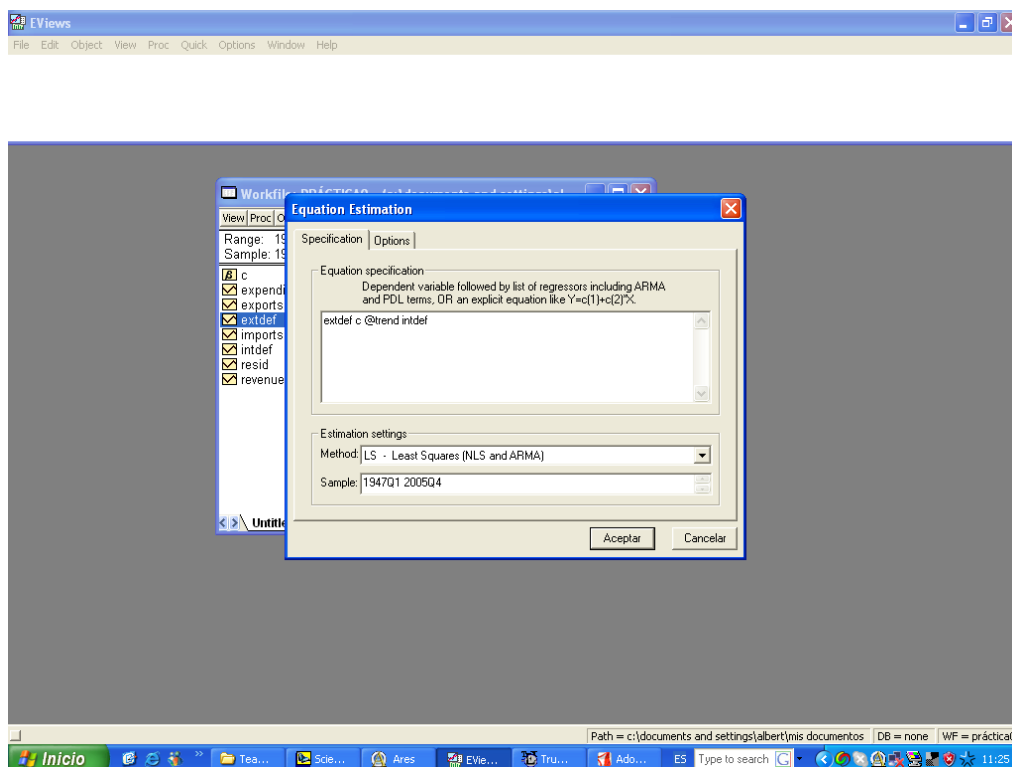 EViews
File Edit Object View Proc Quick Options Window Help
Workfil
View Proc O
Range: 19
Sample: 19
c
expendi
exports
extdef
imports
intdef
resid
revenue
Untitle
Equation Estimation
Specification Options
Equation specification
Dependent variable followed by list of regressors including ARMA
and PDL terms, OR an explicit equation like Y=c(1)+c(2)*X.
extdef c @trend intdef
Estimation settings
Method: LS - Least Squares (NLS and ARMA)
Sample: 1947Q1 2005Q4
Aceptar Cancelar
Path = c:\documents and settings\albert\mis documentos DB = none WF = práctica
Inicio Tea... Scie... Ares EVie... Tru... Ado... ES Type to search 11:25